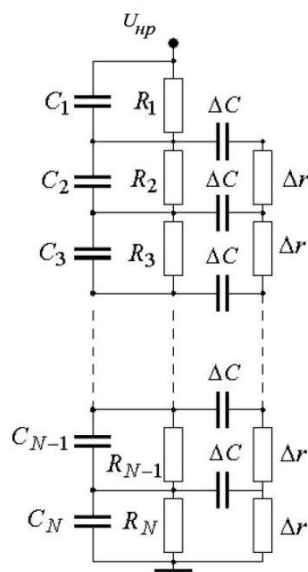 U_нр
C_1 R_1 ΔC
C_2 R_2 ΔC Δr
C_3 R_3 ΔC Δr
ΔC
C_{N-1} R_{N-1} ΔC Δr
C_N R_N Δr